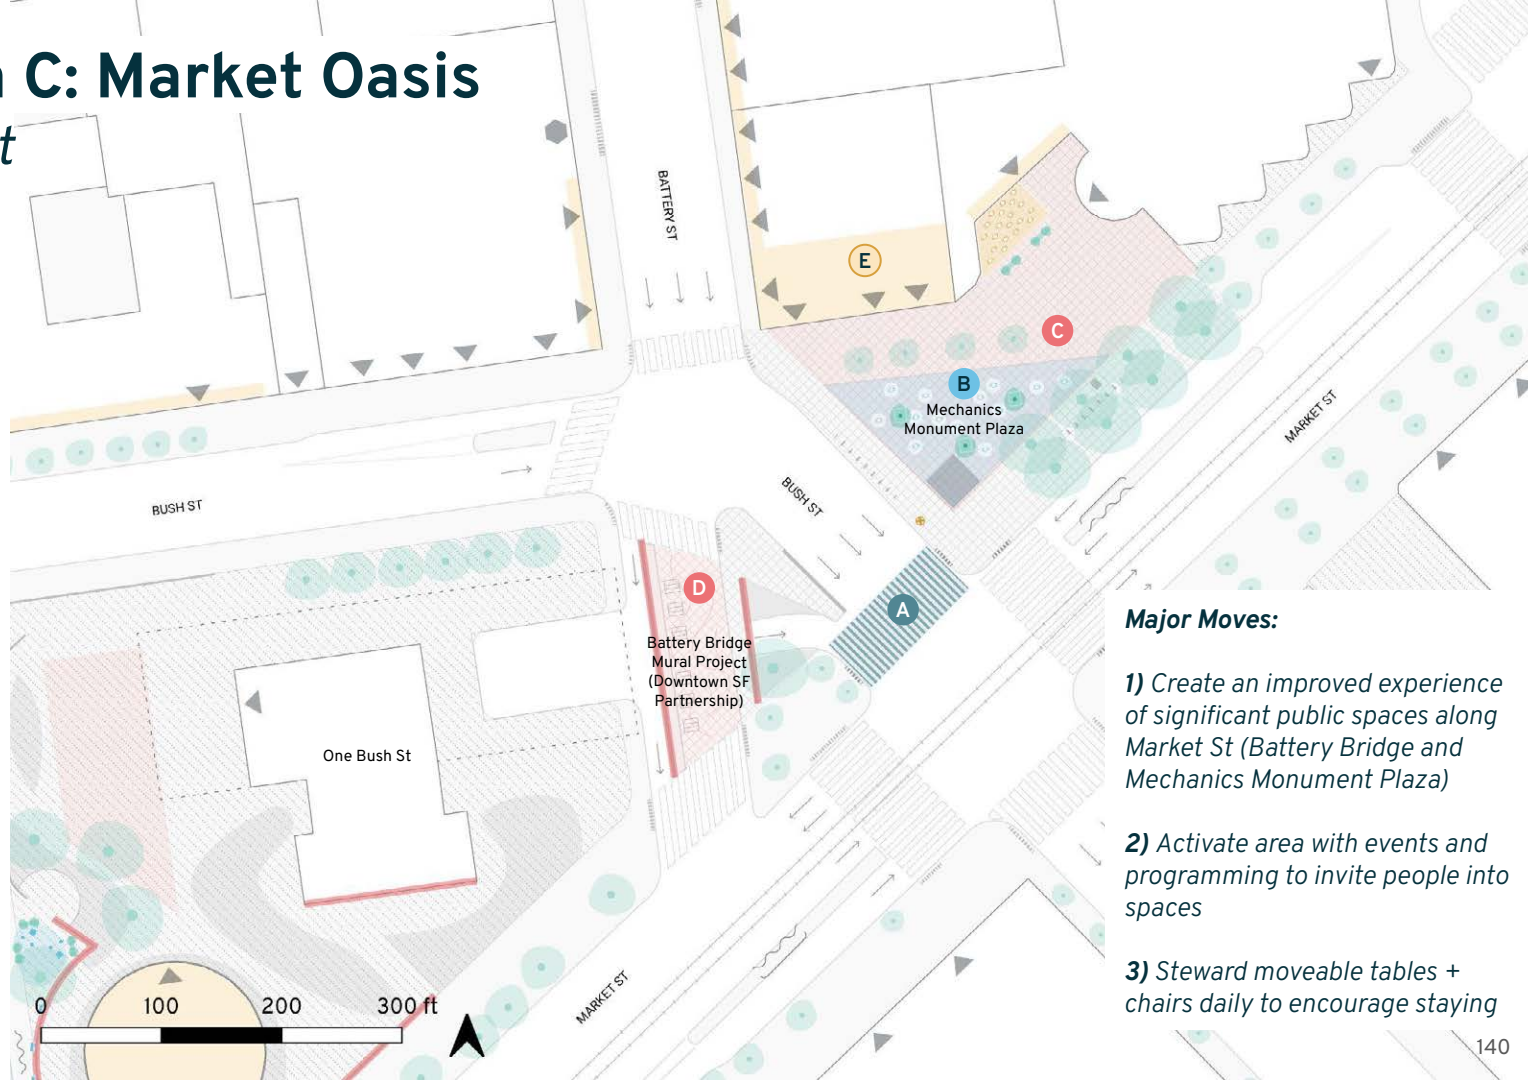 C: Market Oasis
t
BATTERY ST
E
C
B
Mechanics
Monument Plaza
MARKET ST
BUSH ST
BUSH ST
D
A
Battery Bridge
Mural Project
(Downtown SF
Partnership)
One Bush St
MARKET ST
0 100 200 300 ft
Major Moves:
1) Create an improved experience
of significant public spaces along
Market St (Battery Bridge and
Mechanics Monument Plaza)
2) Activate area with events and
programming to invite people into
spaces
3) Steward moveable tables +
chairs daily to encourage staying
140